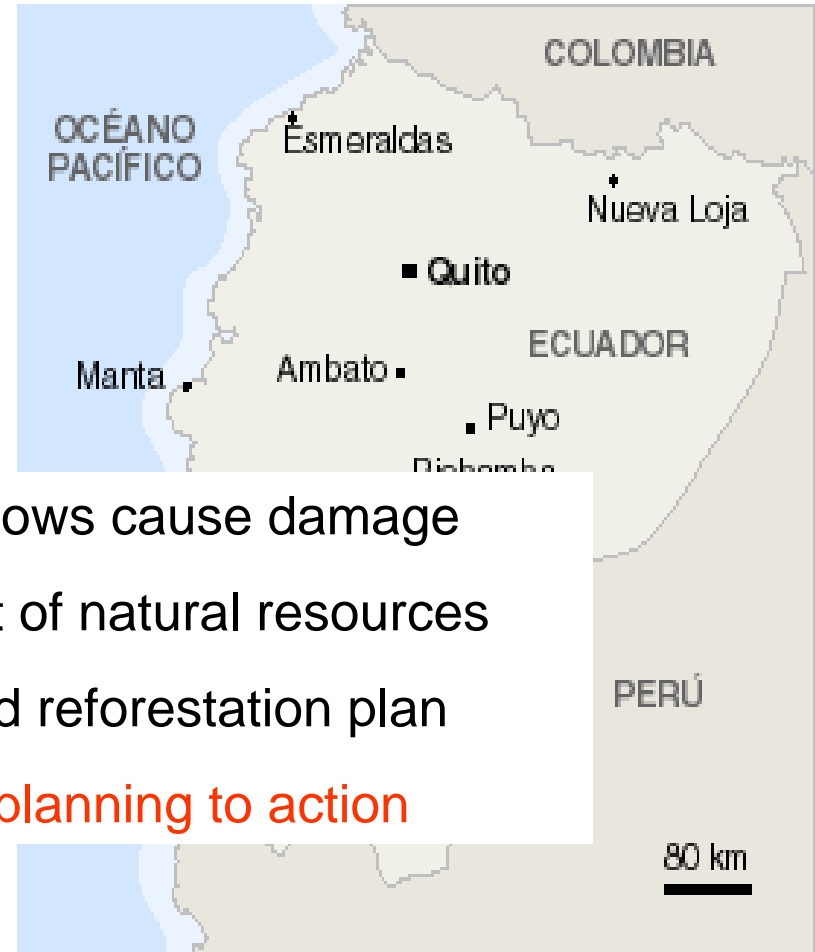 COLOMBIA
OCÉANO
PACÍFICO
Esmeraldas
Nueva Loja
Quito
ECUADOR
Manta
Ambato
Puyo
ows cause damage
of natural resources
reforestation plan
planning to action
PERÚ
80 km